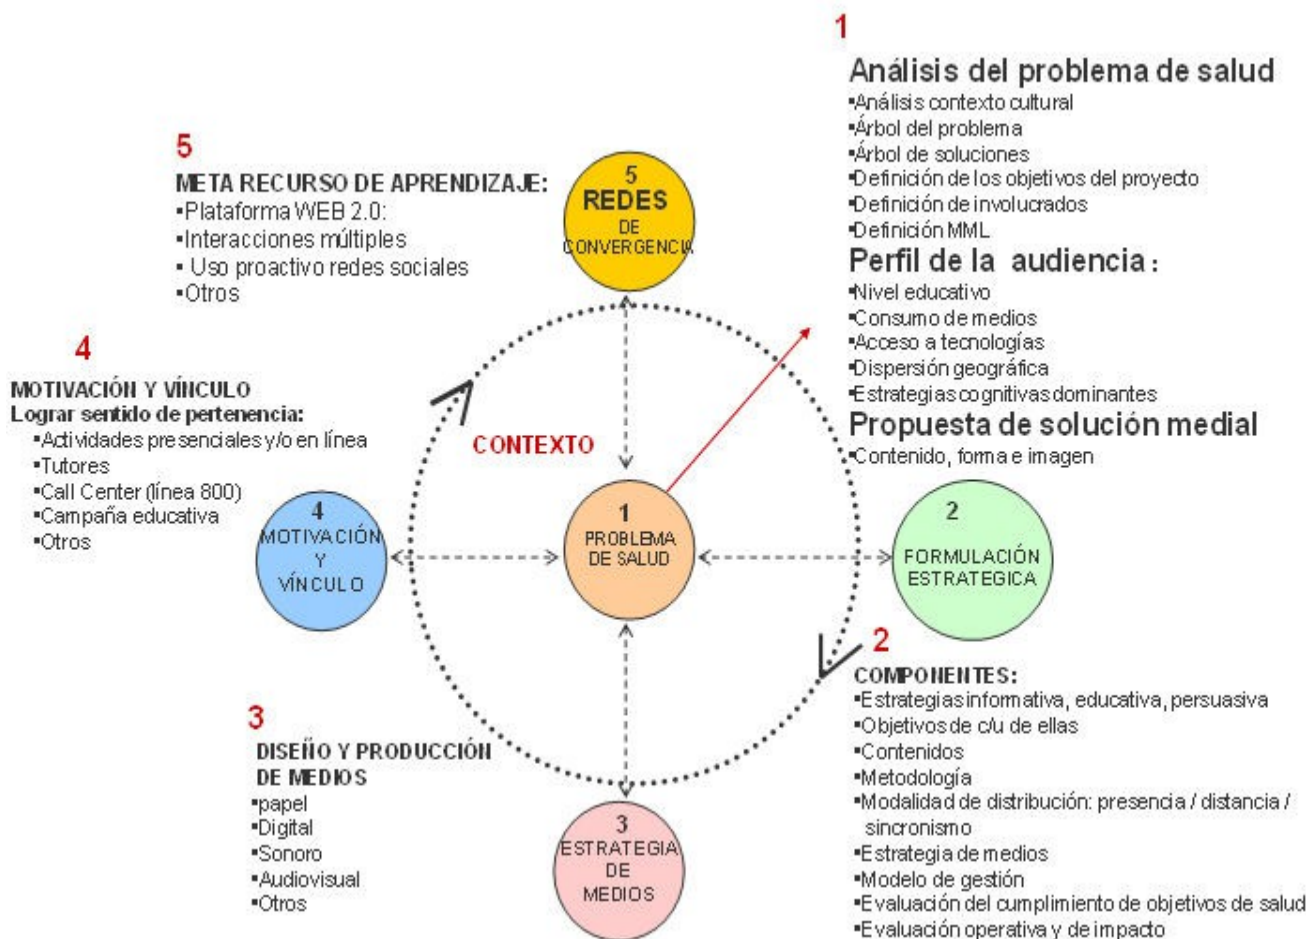 1
Análisis del problema de salud
▪Análisis contexto cultural
▪Árbol del problema
▪Árbol de soluciones
▪Definición de los objetivos del proyecto
▪Definición de involucrados
▪Definición MML
Perfil de la audiencia :
▪Nivel educativo
▪Consumo de medios
▪Acceso a tecnologías
▪Dispersión geográfica
▪Estrategias cognitivas dominantes
Propuesta de solución medial
▪Contenido, forma e imagen
5
META RECURSO DE APRENDIZAJE:
▪Plataforma WEB 2.0:
▪Interacciones múltiples
▪ Uso proactivo redes sociales
▪Otros
5
REDES
DE
CONVERGENCIA
4
MOTIVACIÓN Y VÍNCULO
Lograr sentido de pertenencia:
▪Actividades presenciales y/o en línea
▪Tutores
▪Call Center (línea 800)
▪Campaña educativa
▪Otros
CONTEXTO
4
MOTIVACIÓN
Y
VÍNCULO
1
PROBLEMA
DE SALUD
2
FORMULACIÓN
ESTRATEGICA
2
COMPONENTES:
▪Estrategias informativa, educativa, persuasiva
▪Objetivos de c/u de ellas
▪Contenidos
▪Metodología
▪Modalidad de distribución: presencia / distancia /
sincronismo
▪Estrategia de medios
▪Modelo de gestión
▪Evaluación del cumplimiento de objetivos de salud
▪Evaluación operativa y de impacto
3
DISEÑO Y PRODUCCIÓN
DE MEDIOS
▪papel
▪Digital
▪Sonoro
▪Audiovisual
▪Otros
3
ESTRATEGIA
DE
MEDIOS